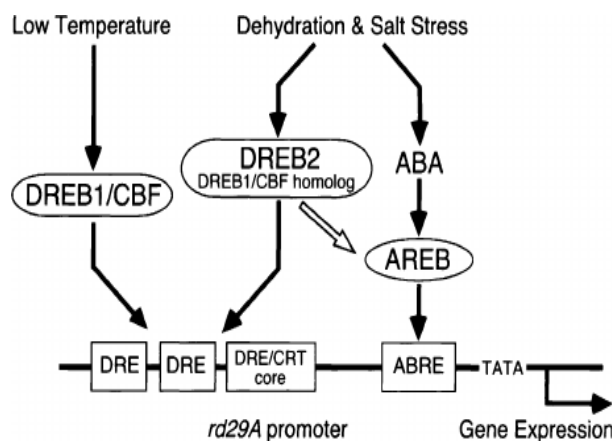 Low Temperature
Dehydration & Salt Stress
DREB1/CBF
DREB2
DREB1/CBF homolog
ABA
AREB
DRE
DRE
DRE/CRT
core
ABRE
TATA
rd29A promoter
Gene Expression